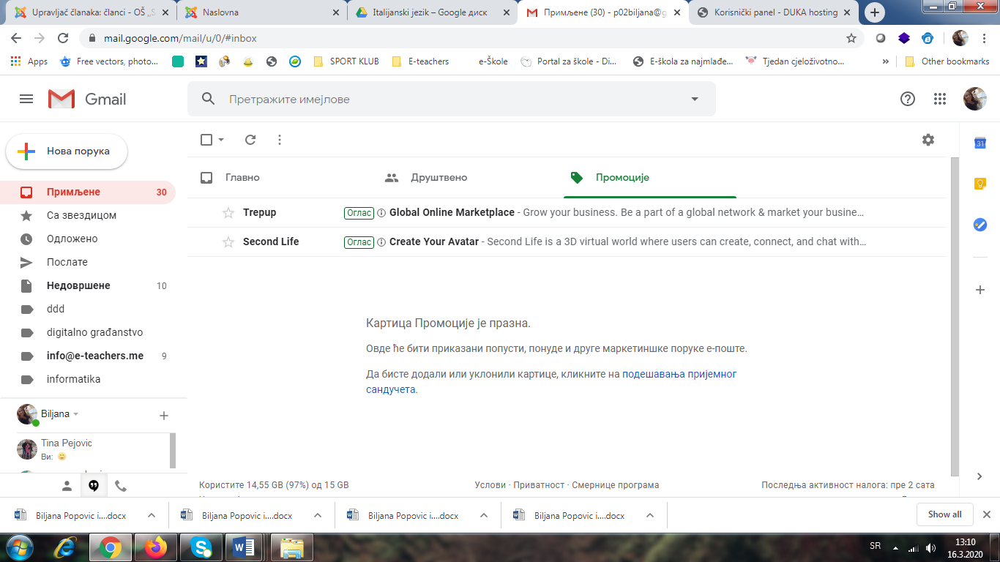 Upravljač članaka: članci - OŠ „S
Naslovna
Italijanski jezik – Google диск
Примљене (30) - p02biljana@g
Korisnički panel - DUKA hosting
mail.google.com/mail/u/0/#inbox
Apps
Free vectors, photo...
SPORT KLUB
E-teachers
e-Škole
Portal za škole - Di...
E-škola za najmlađe...
Tjedan cjeloživotno...
»
Other bookmarks
Gmail
Претражите имејлове
Нова порука
Главно
Друштвено
Промоције
31
Примљене 30
Са звездицом
Одложено
Послате
Недовршене 10
ddd
digitalno građanstvo
info@e-teachers.me 9
informatika
Trepup Оглас Global Online Marketplace - Grow your business. Be a part of a global network & market your busine...
Second Life Оглас Create Your Avatar - Second Life is a 3D virtual world where users can create, connect, and chat with...
Картица Промоције је празна.
Овде ће бити приказани попусти, понуде и друге маркетиншке поруке е-поште.
Да бисте додали или уклонили картице, кликните на подешавања пријемног
сандучета.
Biljana
Tina Pejovic
Ви:
Користите 14,55 GB (97%) од 15 GB
Услови · Приватност · Смернице програма
Последња активност налога: пре 2 сата
Biljana Popovic i....docx
Biljana Popovic i....docx
Biljana Popovic i....docx
Biljana Popovic i....docx
Show all
SR
13:10
16.3.2020